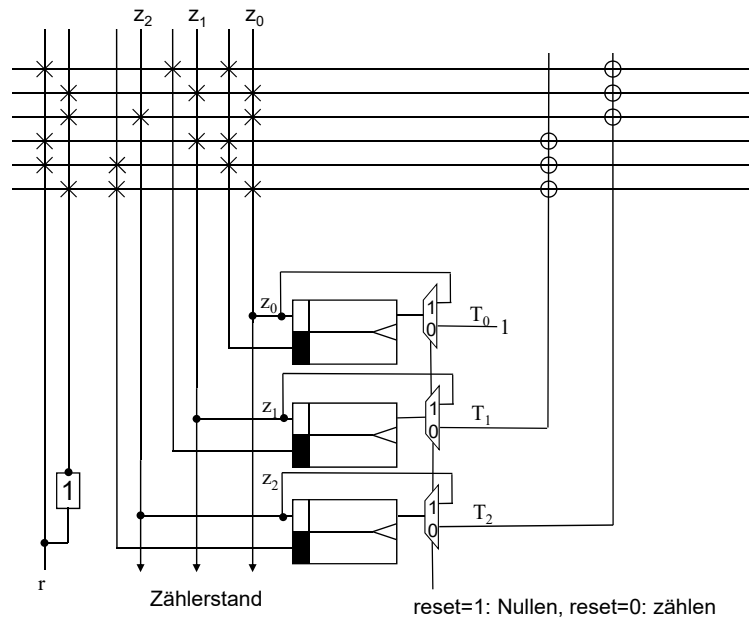 z2 z1 z0
z0
1
0
T0
1
z1
1
0
T1
z2
1
1
0
T2
r
Zählerstand
reset=1: Nullen, reset=0: zählen